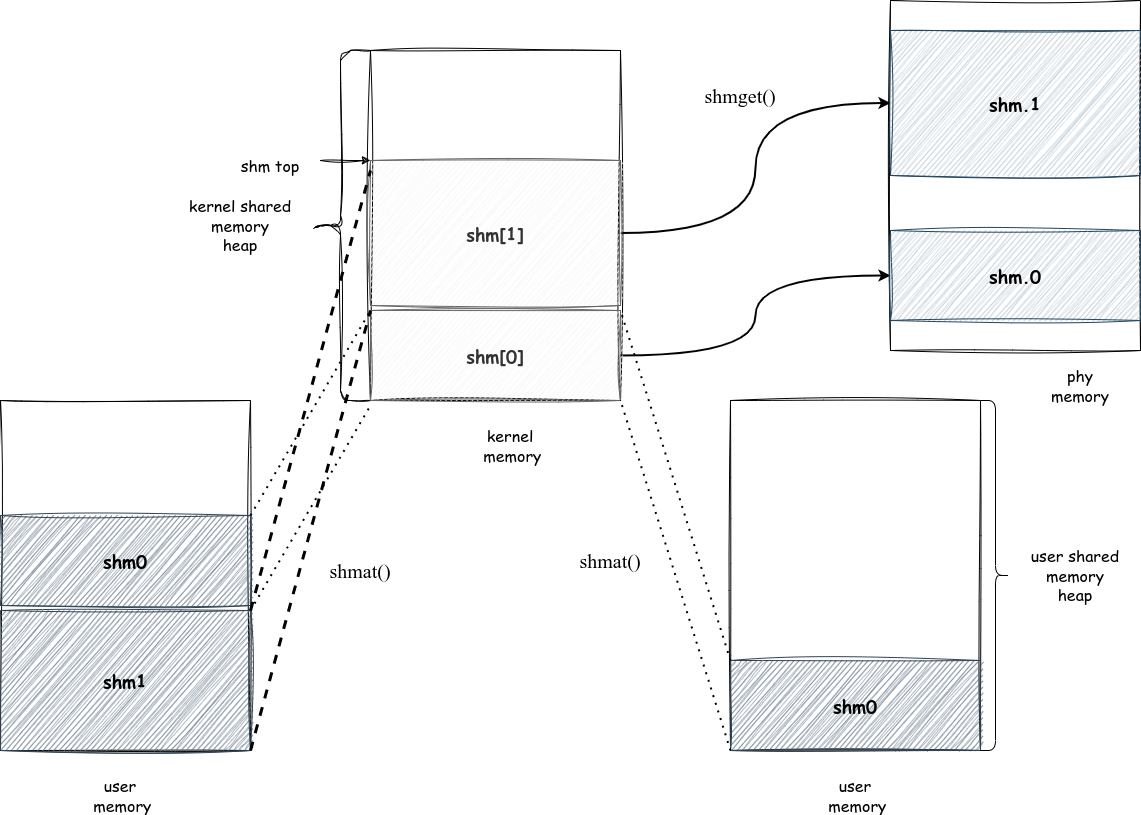 shm.1
shmget()
shm top
kernel shared
memory
heap
shm[1]
shm.0
shm[0]
phy
memory
kernel
memory
shm0
shmat()
shmat()
user shared
memory
heap
shm1
shm0
user
memory
user
memory